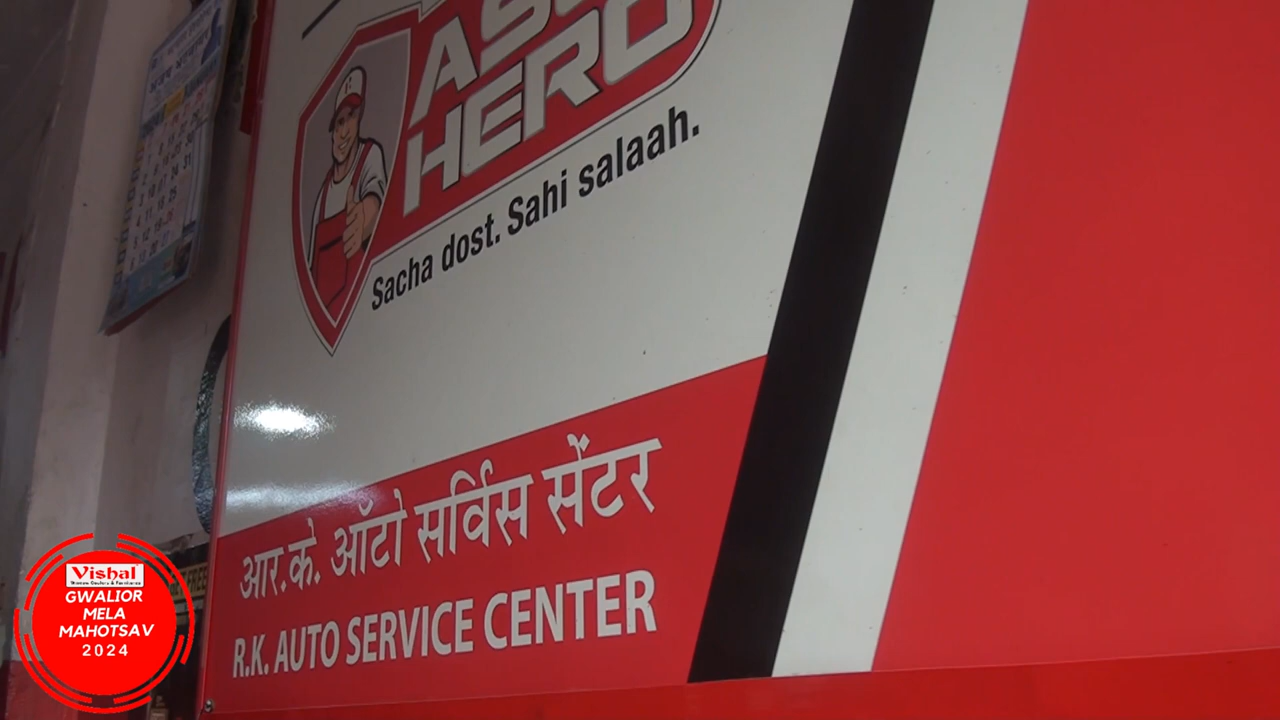 HERO
Sacha dost. Sahi salaah.
आर.के. ऑटो सर्विस सेंटर
R.K. AUTO SERVICE CENTER
Vishal
GWALIOR
MELA
MAHOTSAV
2024